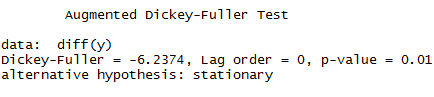 Augmented Dickey-Fuller Test
data:  diff(y)
Dickey-Fuller = -6.2374, Lag order = 0, p-value = 0.01
alternative hypothesis: stationary